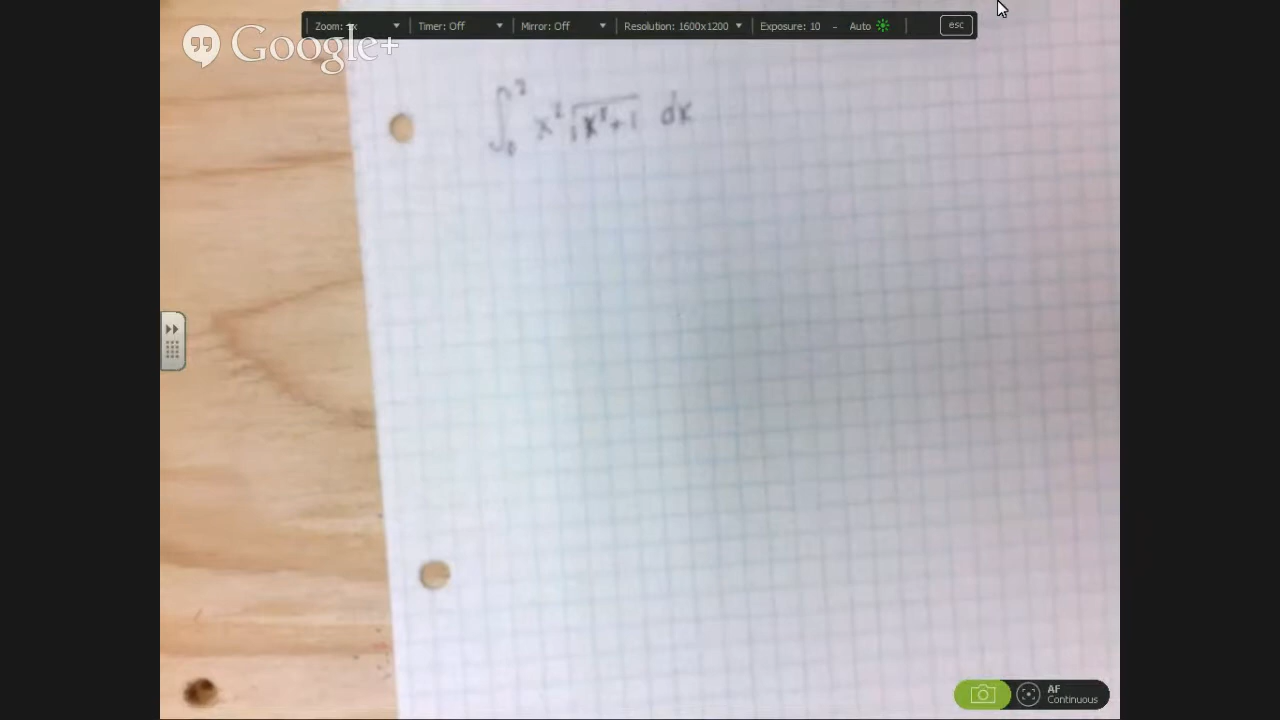 Zoom: 1x Timer: Off Mirror: Off Resolution: 1600x1200 Exposure: 10 - Auto esc
Google+
∫₀² x²√(x³+1) dx
AF
Continuous